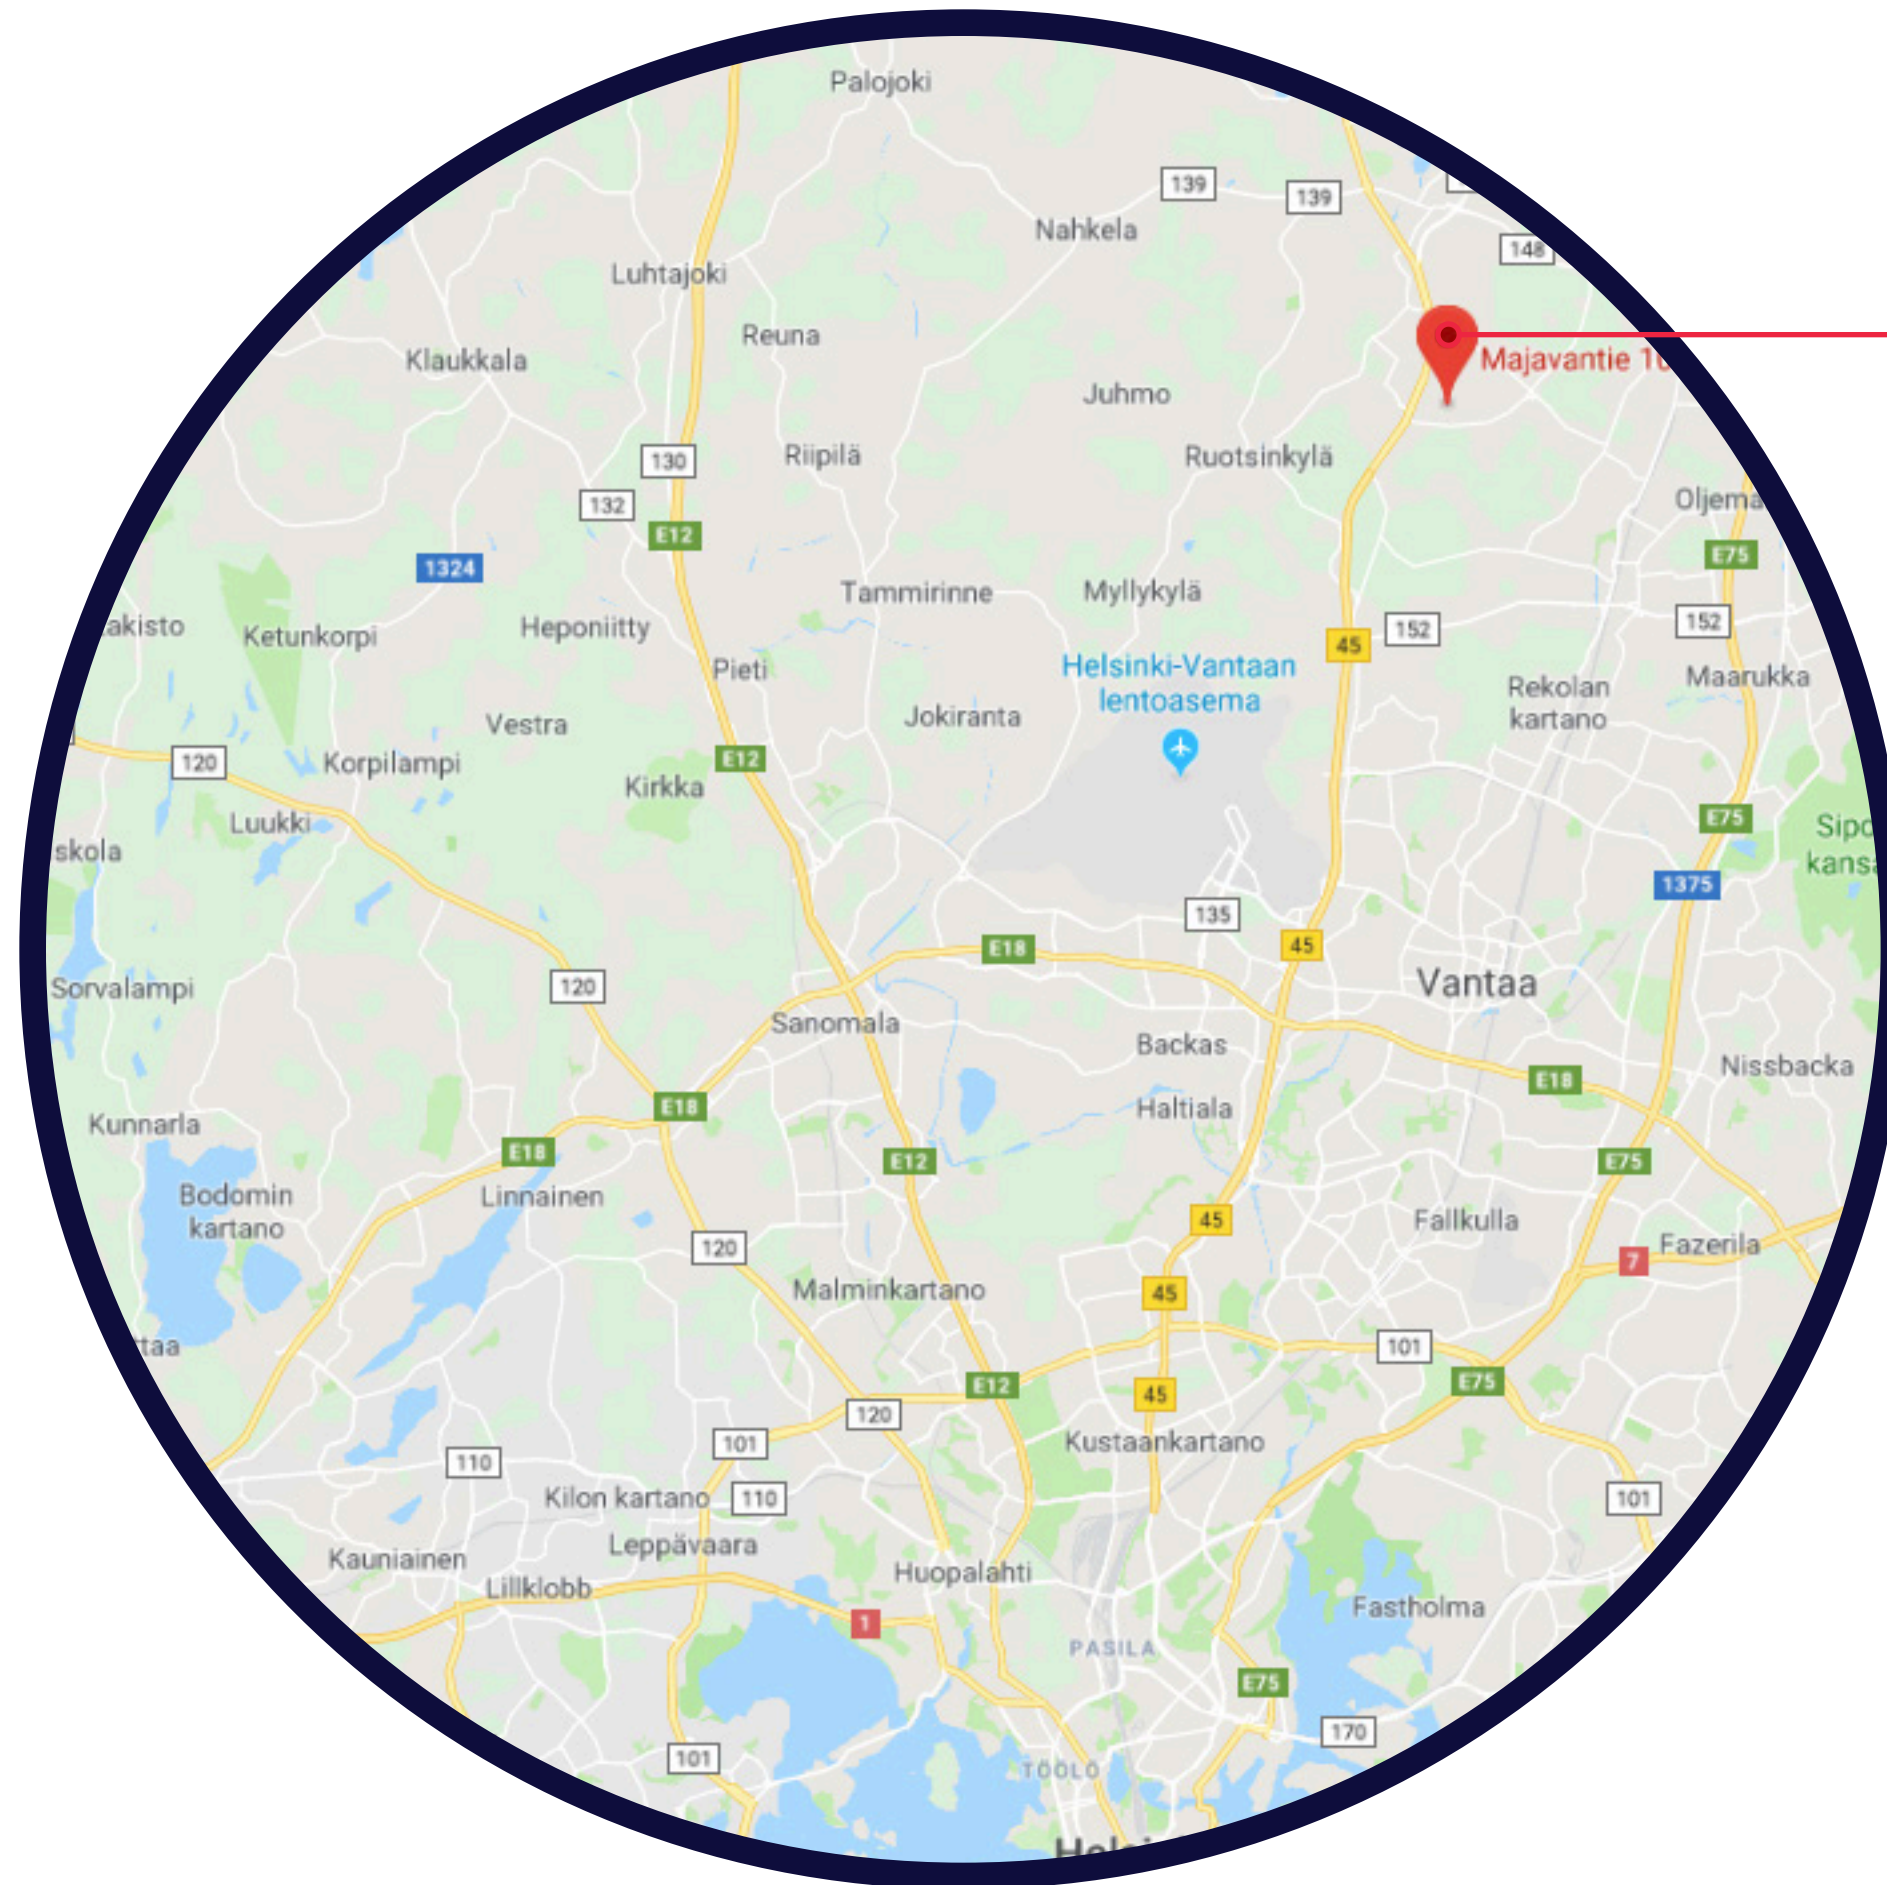 Palojoki
139
139
Nahkela
148
Luhtajoki
Reuna
Klaukkala
Majavantie
Juhmo
130
Riipilä
Ruotsinkylä
132
Oljema
E12
E75
1324
Tammirinne
Myllykylä
akisto
Ketunkorpi
Heponiitty
152
152
45
Pieti
Helsinki-Vantaan
lentoasema
Rekolan
kartano
Maarukka
Vestra
Jokiranta
120
Korpilampi
E12
Kirkka
Luukki
E75
Sipo
kansa
skola
1375
135
45
E18
Sorvalampi
120
Vantaa
Sanomala
Backas
Nissbacka
E18
Kunnarla
E18
Haltiala
E18
E12
E75
Bodomin
kartano
Linnainen
45
Fallkulla
120
7
Fazerila
Malminkartano
45
taa
101
E12
E75
45
120
101
Kustaankartano
110
Kilon kartano
110
101
Leppävaara
Kauniainen
Huopalahti
Lillklobb
Fastholma
1
PASILA
E75
170
101
TÖÖLÖ